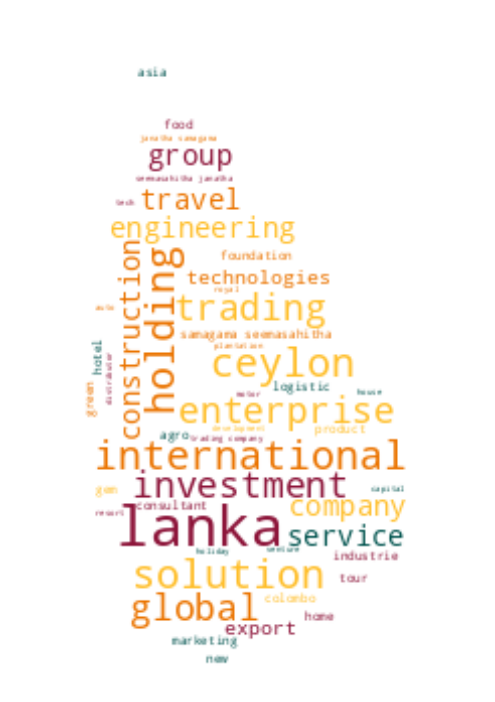 asia
food
janatha samagama
group
seemasahitha janatha
tech
travel
engineering
construction
holding
foundation
technologies
royal
auto
trading
samagama seemasahitha
plantation
hotel
distributor
ceylon
green
logistic
motor
house
enterprise
development
product
agro
trading company
international
investment
gem
capital
consultant
company
resort
lanka
service
holiday
venture
industrie
solution
tour
colombo
global
home
export
marketing
new